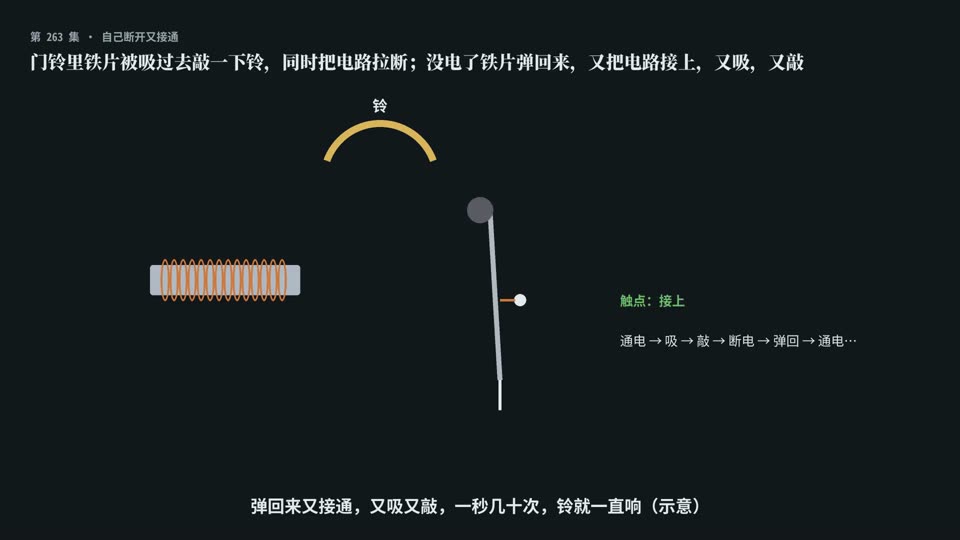 第 263 集 · 自己断开又接通
门铃里铁片被吸过去敲一下铃，同时把电路拉断；没电了铁片弹回来，又把电路接上，又吸，又敲
铃
触点：接上
通电→吸→敲→断电→弹回→通电…
弹回来又接通，又吸又敲，一秒几十次，铃就一直响（示意）